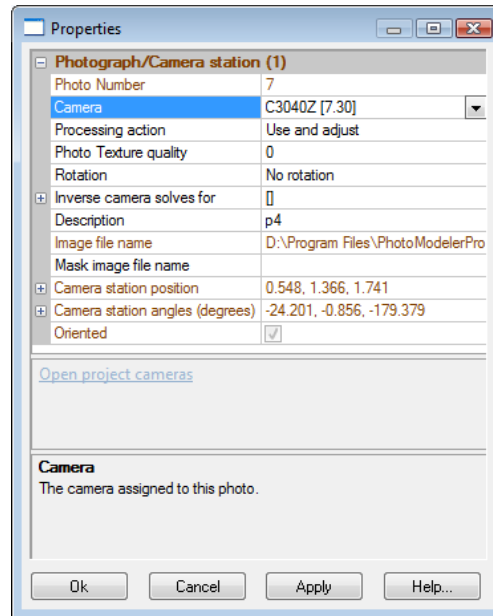 Properties
Photograph/Camera station (1)
Photo Number 7
Camera C3040Z [7.30]
Processing action Use and adjust
Photo Texture quality 0
Rotation No rotation
Inverse camera solves for []
Description p4
Image file name D:\Program Files\PhotoModelerPro
Mask image file name
Camera station position 0.548, 1.366, 1.741
Camera station angles (degrees) -24.201, -0.856, -179.379
Oriented
Open project cameras
Camera
The camera assigned to this photo.
Ok Cancel Apply Help...